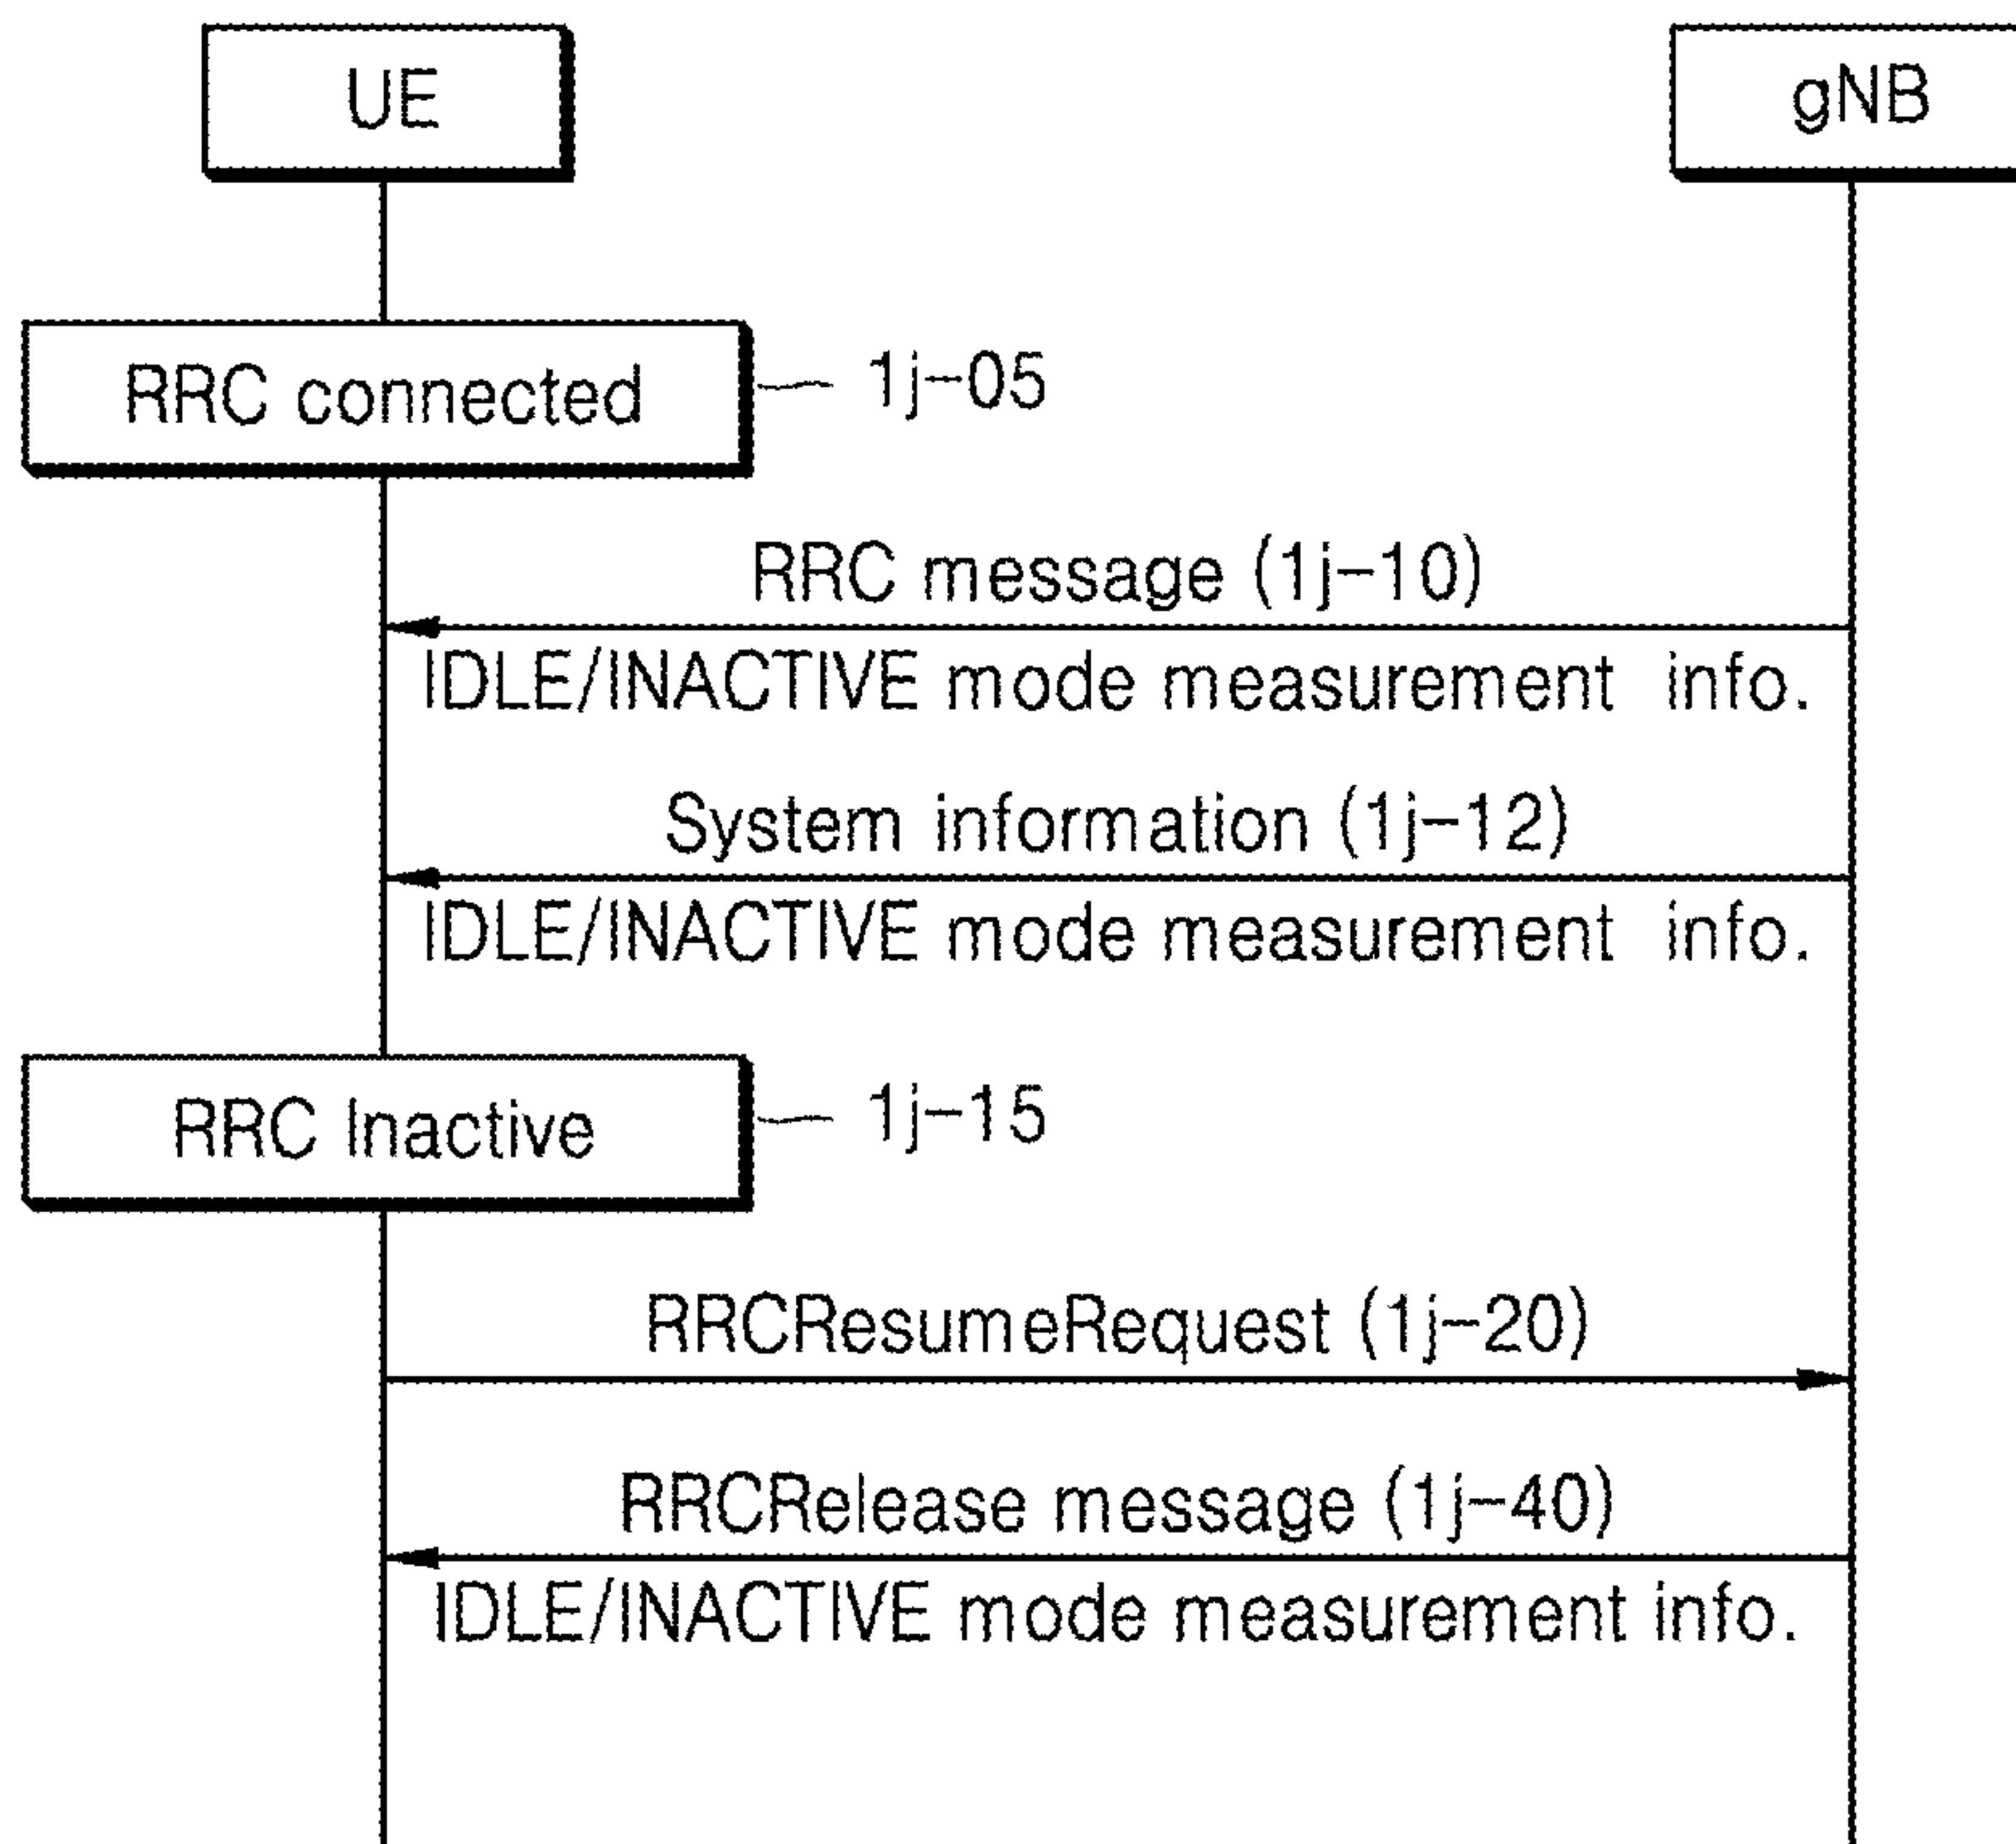 UE
gNB
RRC connected
1j-05
RRC message (1j-10)
IDLE/INACTIVE mode measurement info.
System information (1j-12)
IDLE/INACTIVE mode measurement info.
RRC Inactive
1j-15
RRCResumeRequest (1j-20)
RRCRelease message (1j-40)
IDLE/INACTIVE mode measurement info.